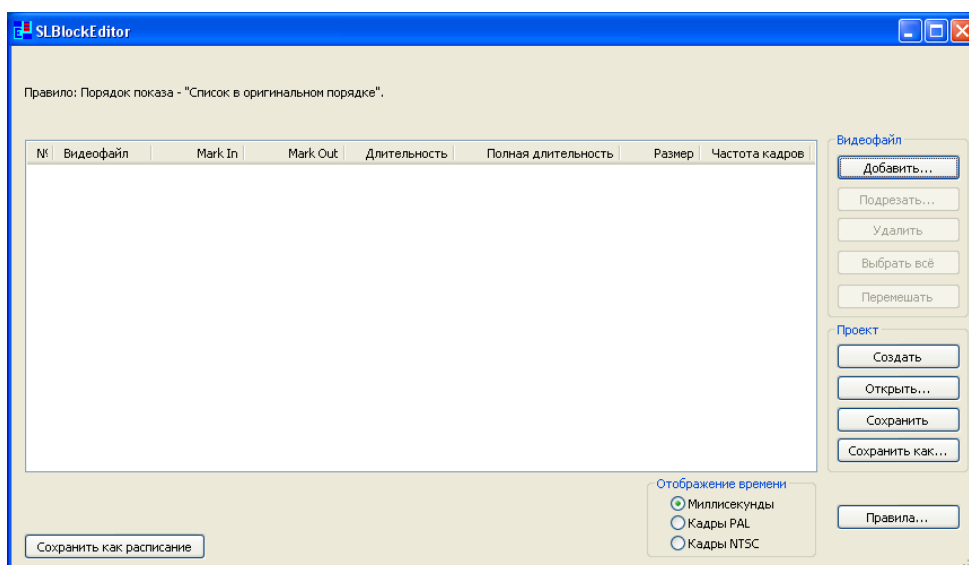 SLBlockEditor
Правило: Порядок показа - "Список в оригинальном порядке".
№ Видеофайл Mark In Mark Out Длительность Полная длительность Размер Частота кадров
Видеофайл
Добавить...
Подрезать...
Удалить
Выбрать всё
Перемешать
Проект
Создать
Открыть...
Сохранить
Сохранить как...
Отображение времени
Миллисекунды
Кадры PAL
Кадры NTSC
Правила...
Сохранить как расписание